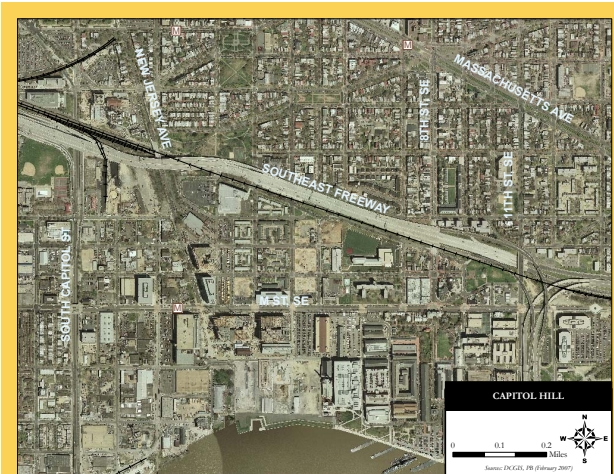 M
M
NEW JERSEY AVE
MASSACHUSETTS AVE
8TH ST. SE
SOUTHEAST FREEWAY
11TH ST. SE
SOUTH CAPITOL ST
M
M ST. SE
CAPITOL HILL
N
W E
S
0 0.1 0.2
Miles
Source: DCGIS, PB (February 2007)